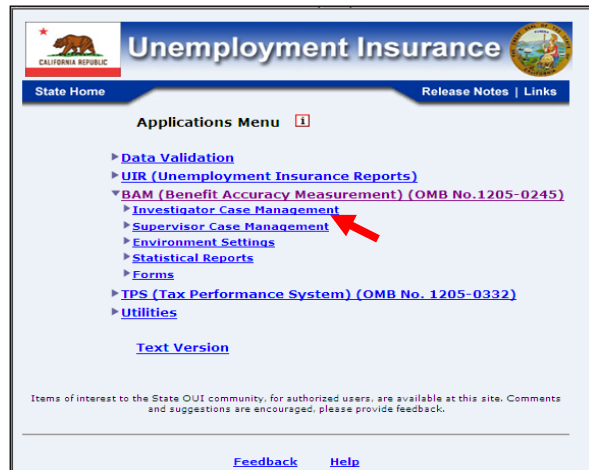 CALIFORNIA REPUBLIC
Unemployment Insurance
State Home
Release Notes | Links
Applications Menu i
Data Validation
UIR (Unemployment Insurance Reports)
BAM (Benefit Accuracy Measurement) (OMB No.1205-0245)
Investigator Case Management
Supervisor Case Management
Environment Settings
Statistical Reports
Forms
TPS (Tax Performance System) (OMB No. 1205-0332)
Utilities
Text Version
Items of interest to the State OUI community, for authorized users, are available at this site. Comments
and suggestions are encouraged, please provide feedback.
Feedback Help